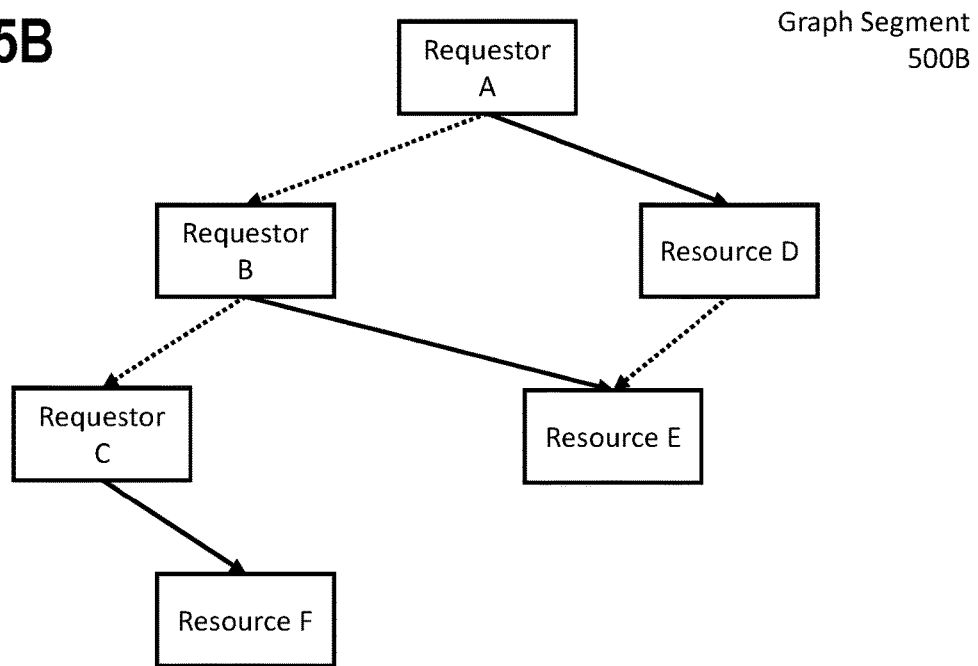 5B
Graph Segment
500B
Requestor
A
Requestor
B
Resource D
Requestor
C
Resource E
Resource F